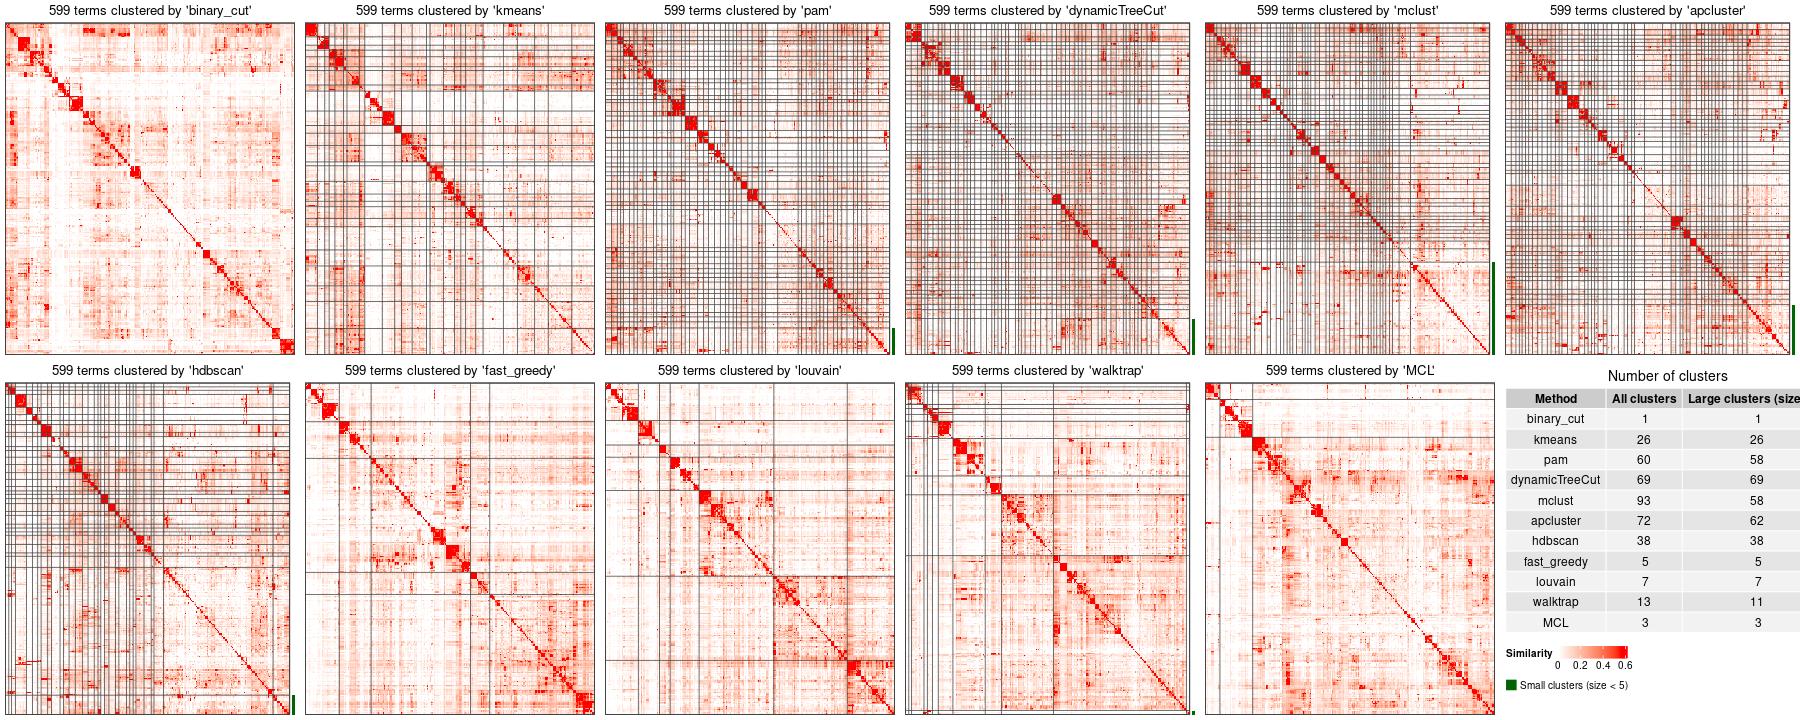 599 terms clustered by 'binary_cut'
599 terms clustered by 'kmeans'
599 terms clustered by 'pam'
599 terms clustered by 'dynamicTreeCut'
599 terms clustered by 'mclust'
599 terms clustered by 'apcluster'
599 terms clustered by 'hdbscan'
599 terms clustered by 'fast_greedy'
599 terms clustered by 'louvain'
599 terms clustered by 'walktrap'
599 terms clustered by 'MCL'
Number of clusters
Method All clusters Large clusters (size
binary_cut 1 1
kmeans 26 26
pam 60 58
dynamicTreeCut 69 69
mclust 93 58
apcluster 72 62
hdbscan 38 38
fast_greedy 5 5
louvain 7 7
walktrap 13 11
MCL 3 3
Similarity
0 0.2 0.4 0.6
Small clusters (size < 5)